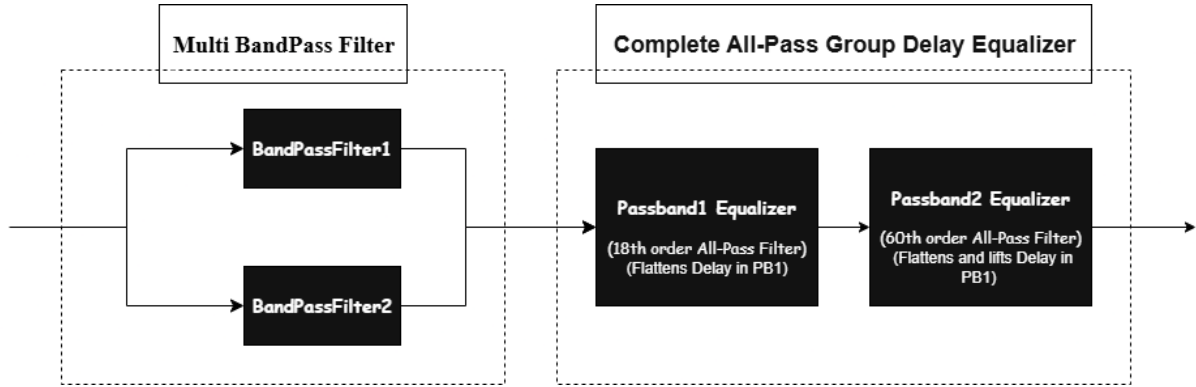 Multi BandPass Filter
Complete All-Pass Group Delay Equalizer
BandPassFilter1
BandPassFilter2
Passband1 Equalizer
(18th order All-Pass Filter)
(Flattens Delay in PB1)
Passband2 Equalizer
(60th order All-Pass Filter)
(Flattens and lifts Delay in
PB1)